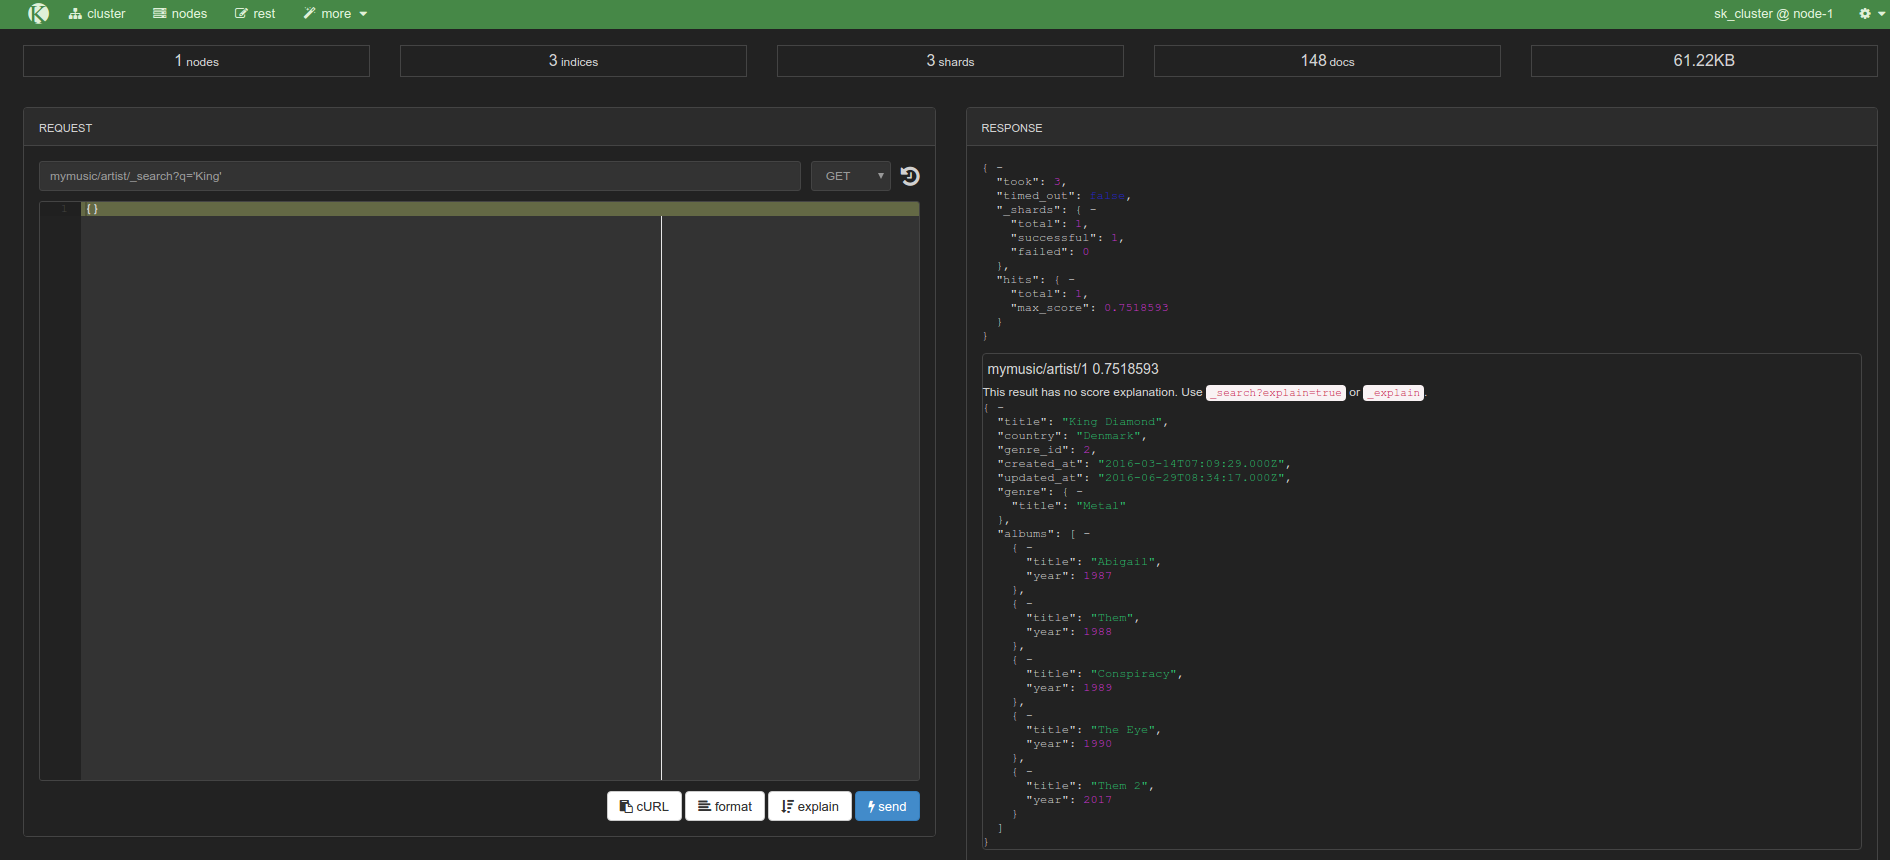 cluster nodes rest more sk_cluster @ node-1
1 nodes 3 indices 3 shards 148 docs 61.22KB
REQUEST
mymusic/artist/_search?q='King' GET
1 {}
cURL format explain send
RESPONSE
{ -
"took": 3,
"timed_out": false,
"_shards": { -
"total": 1,
"successful": 1,
"failed": 0
},
"hits": { -
"total": 1,
"max_score": 0.7518593
}
}
mymusic/artist/1 0.7518593
This result has no score explanation. Use _search?explain=true or _explain.
{ -
"title": "King Diamond",
"country": "Denmark",
"genre_id": 2,
"created_at": "2016-03-14T07:09:29.000Z",
"updated_at": "2016-06-29T08:34:17.000Z",
"genre": { -
"title": "Metal"
},
"albums": [ -
{ -
"title": "Abigail",
"year": 1987
},
{ -
"title": "Them",
"year": 1988
},
{ -
"title": "Conspiracy",
"year": 1989
},
{ -
"title": "The Eye",
"year": 1990
},
{ -
"title": "Them 2",
"year": 2017
}
]
}